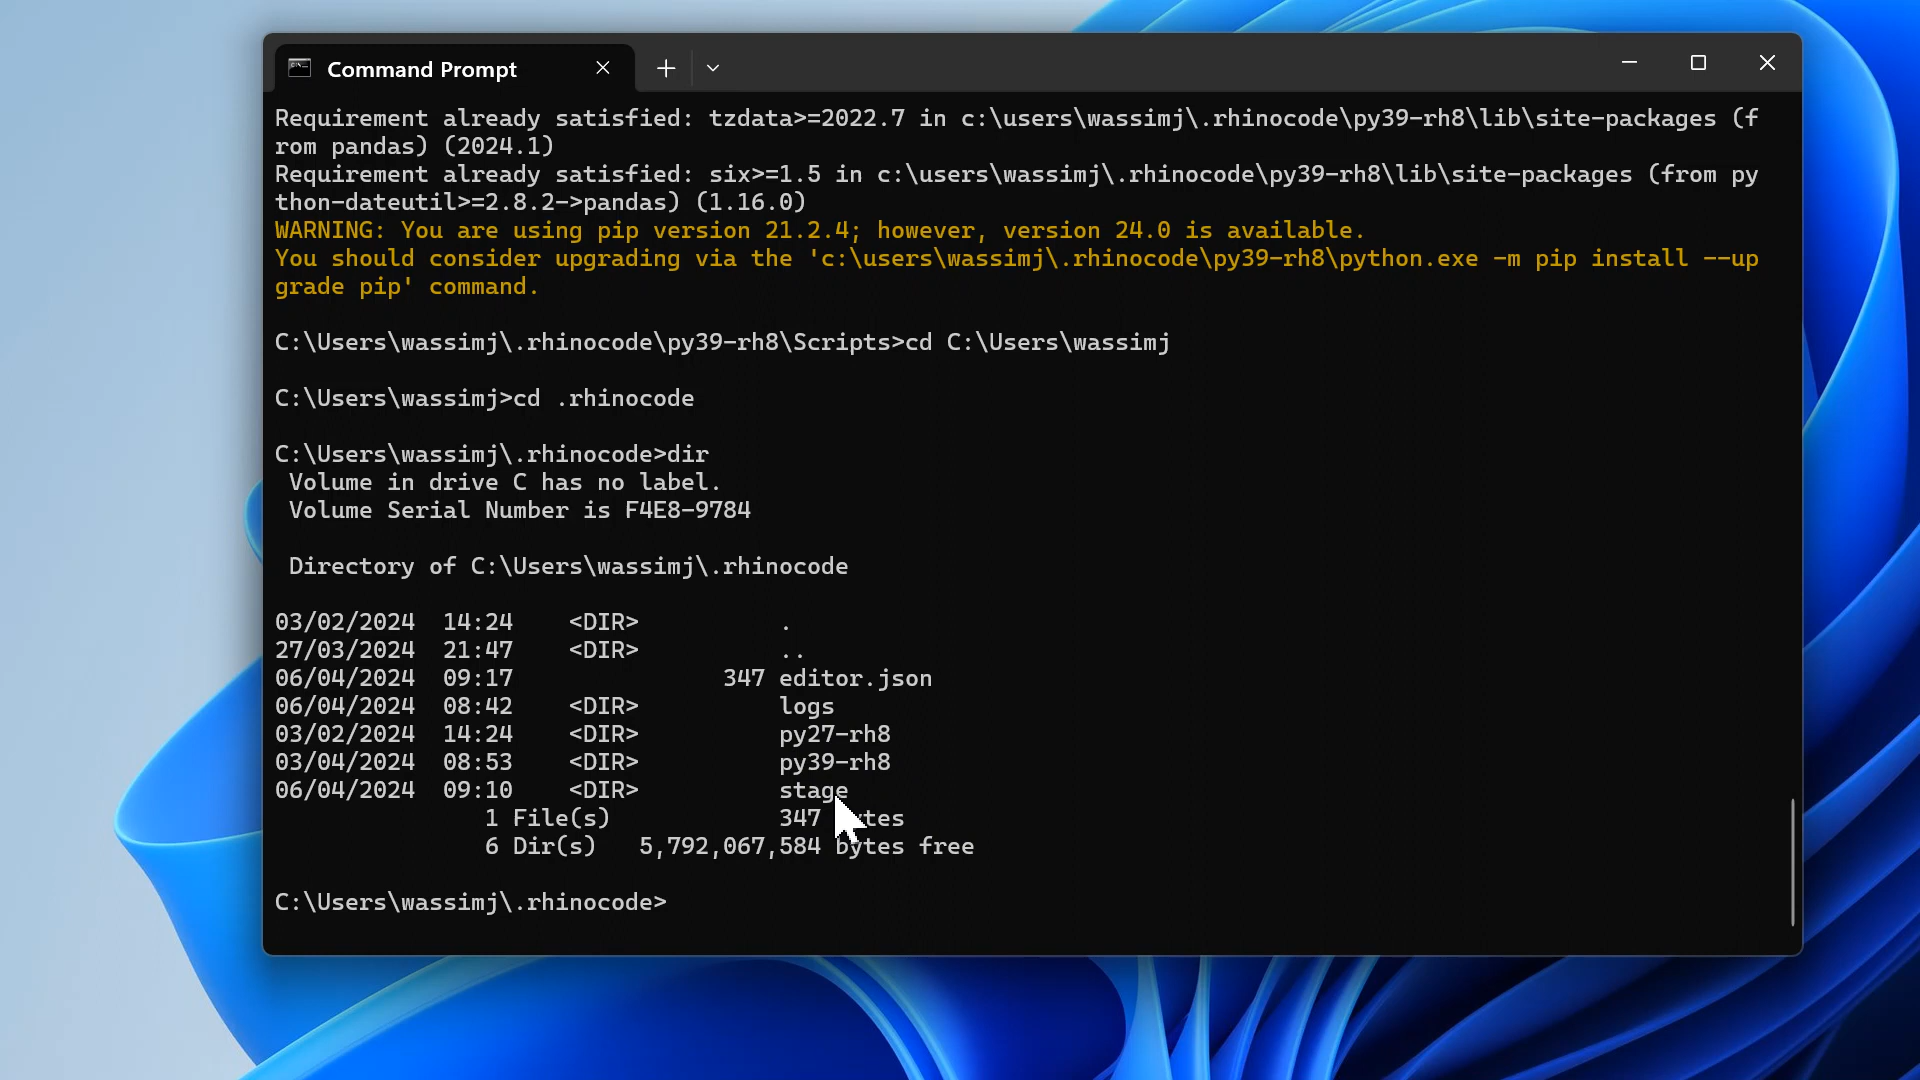 Command Prompt
Requirement already satisfied: tzdata>=2022.7 in c:\users\wassimj\.rhinocode\py39-rh8\lib\site-packages (f
rom pandas) (2024.1)
Requirement already satisfied: six>=1.5 in c:\users\wassimj\.rhinocode\py39-rh8\lib\site-packages (from py
thon-dateutil>=2.8.2->pandas) (1.16.0)
WARNING: You are using pip version 21.2.4; however, version 24.0 is available.
You should consider upgrading via the 'c:\users\wassimj\.rhinocode\py39-rh8\python.exe -m pip install --up
grade pip' command.
C:\Users\wassimj\.rhinocode\py39-rh8\Scripts>cd C:\Users\wassimj
C:\Users\wassimj>cd .rhinocode
C:\Users\wassimj\.rhinocode>dir
Volume in drive C has no label.
Volume Serial Number is F4E8-9784
Directory of C:\Users\wassimj\.rhinocode
03/02/2024 14:24 <DIR> .
27/03/2024 21:47 <DIR> ..
06/04/2024 09:17 347 editor.json
06/04/2024 08:42 <DIR> logs
03/02/2024 14:24 <DIR> py27-rh8
03/04/2024 08:53 <DIR> py39-rh8
06/04/2024 09:10 <DIR> stage
1 File(s) 347 bytes
6 Dir(s) 5,792,067,584 bytes free
C:\Users\wassimj\.rhinocode>